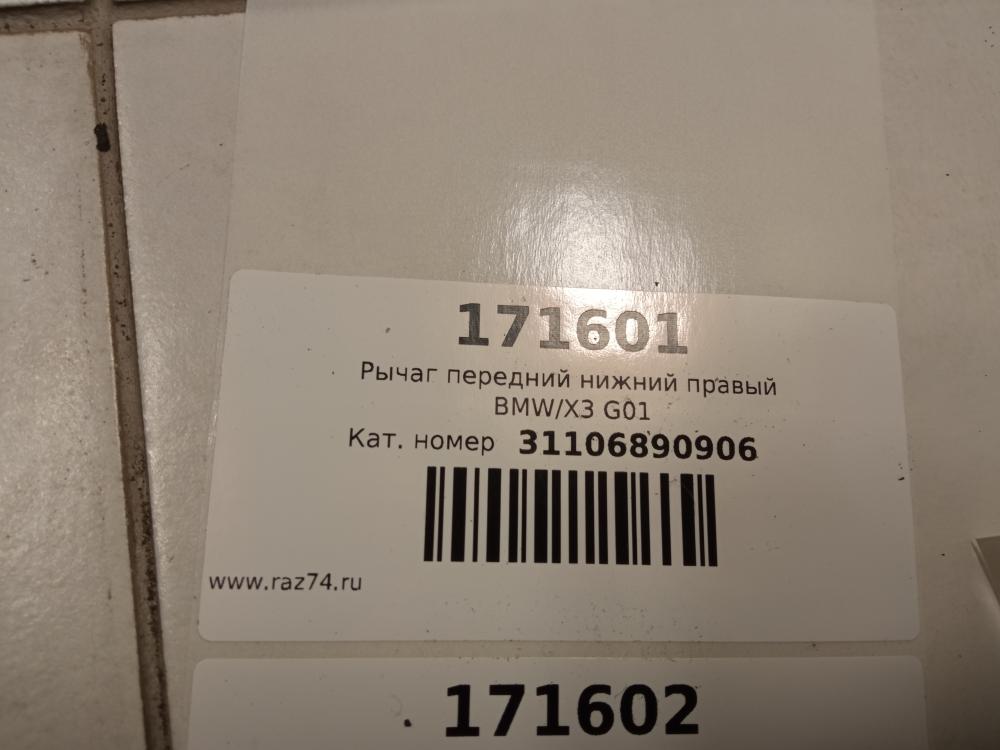 171601
Рычаг передний нижний правый
BMW/X3 G01
Кат. номер 31106890906
www.raz74.ru
171602